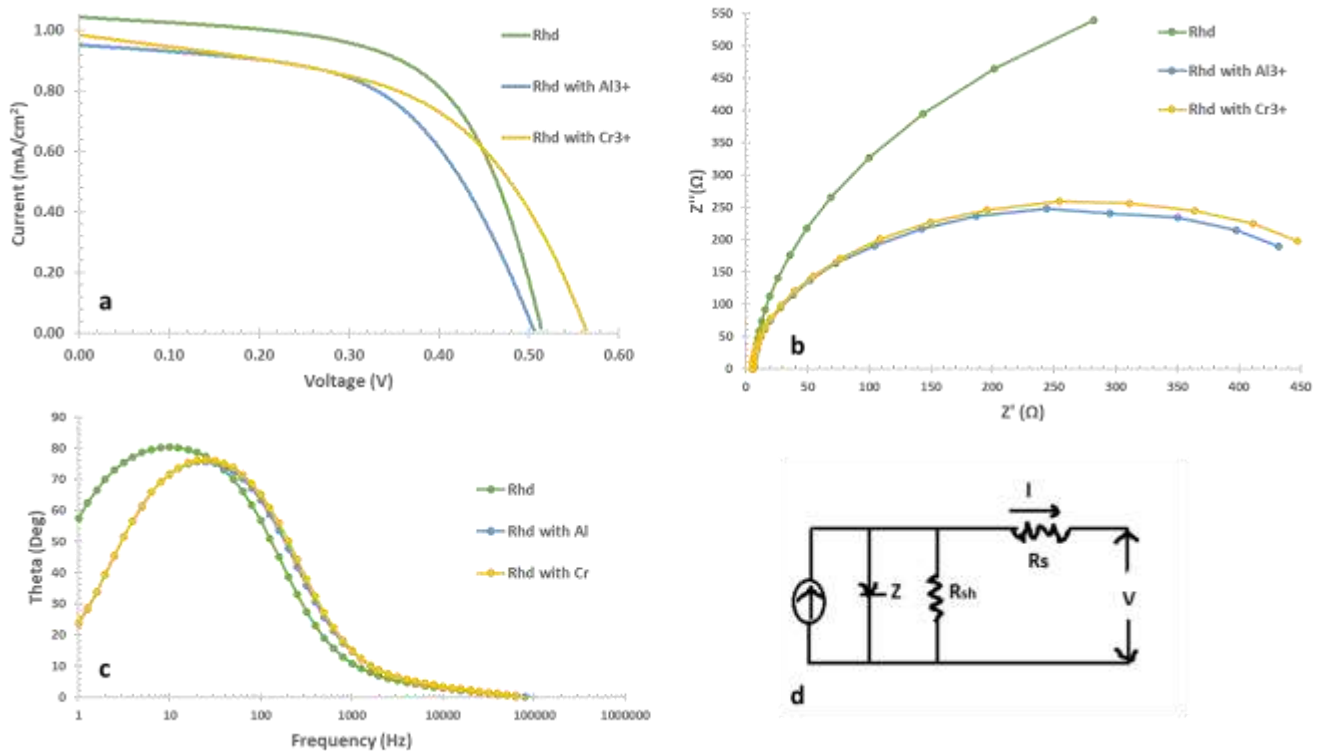 Current (mA/cm²)
1.00
0.80
0.60
0.40
0.20
0.00
0.00 0.10 0.20 0.30 0.40 0.50 0.60
Voltage (V)
Rhd
Rhd with Al3+
Rhd with Cr3+
a
Z''(Ω)
550
500
450
400
350
300
250
200
150
100
50
0
0 50 100 150 200 250 300 350 400 450
Z' (Ω)
Rhd
Rhd with Al3+
Rhd with Cr3+
b
Theta (Deg)
90
80
70
60
50
40
30
20
10
0
1 10 100 1000 10000 100000 1000000
Frequency (Hz)
Rhd
Rhd with Al
Rhd with Cr
c
I
Rs
Z
Rsh
V
d